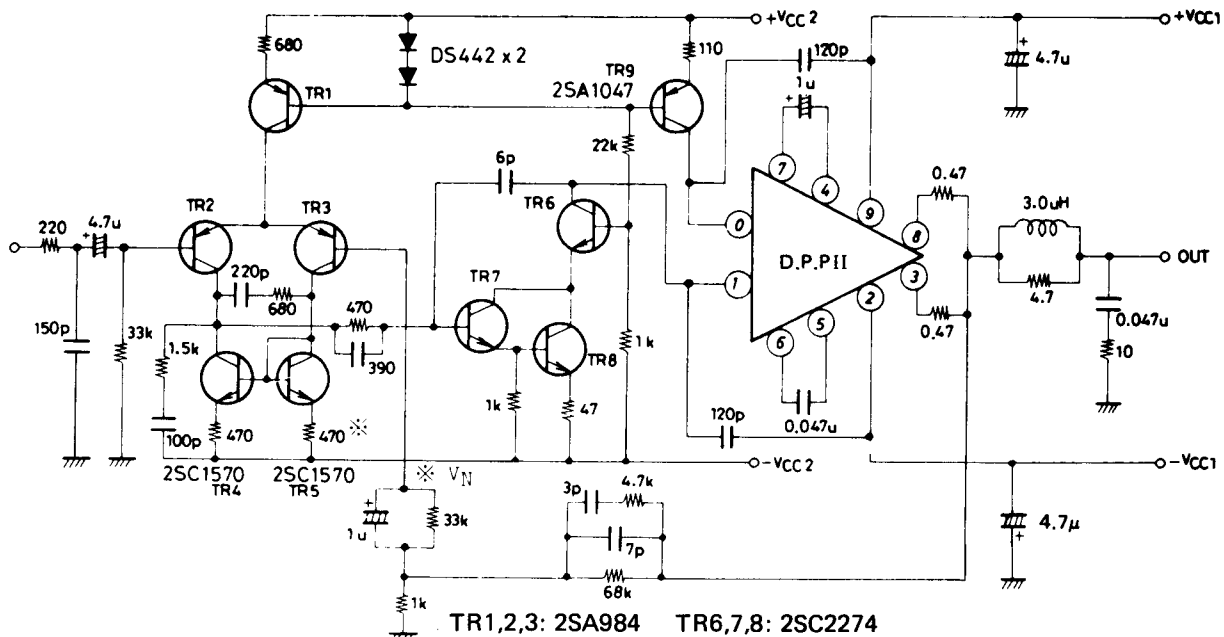 +VCC2
+VCC1
680
DS442 x 2
110
120p
4.7u
TR1
TR9
2SA1047
1u
+
22k
7
4
9
6p
TR6
0.47
3.0uH
TR2
TR3
0
8
220
4.7u
+
D.P.PII
OUT
220p
680
TR7
1
3
4.7
470
2
0.47
0.047u
150p
33k
1.5k
390
TR8
1k
5
6
10
1k
47
100p
470
470 ※
120p
0.047u
2SC1570
2SC1570
-VCC2
-VCC1
TR4
TR5
※ VN
4.7k
3p
+
1u
33k
7p
4.7μ
+
68k
1k
TR1,2,3: 2SA984 TR6,7,8: 2SC2274